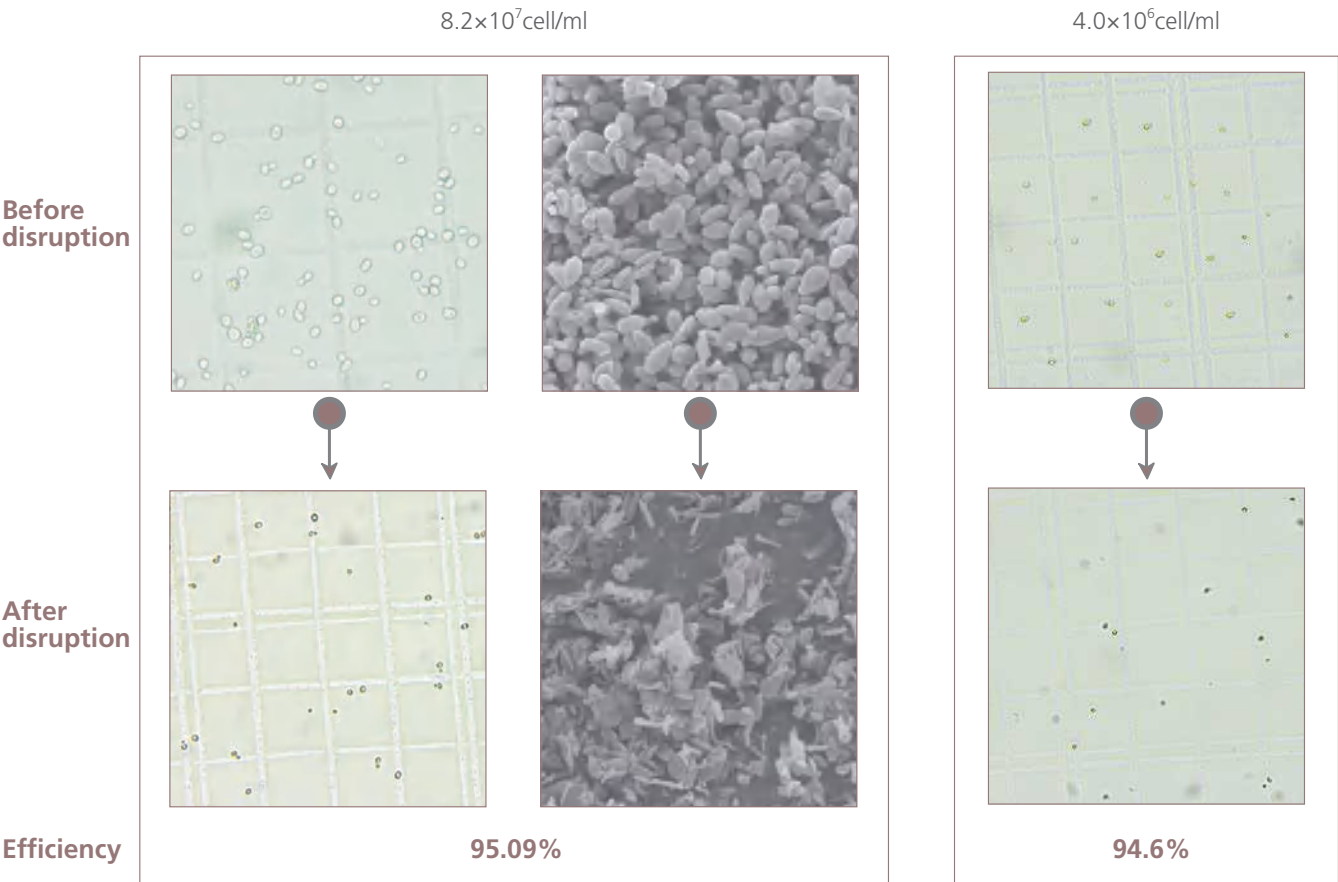 8.2×10⁷cell/ml
4.0×10⁶cell/ml
Before
disruption
After
disruption
Efficiency
95.09%
94.6%